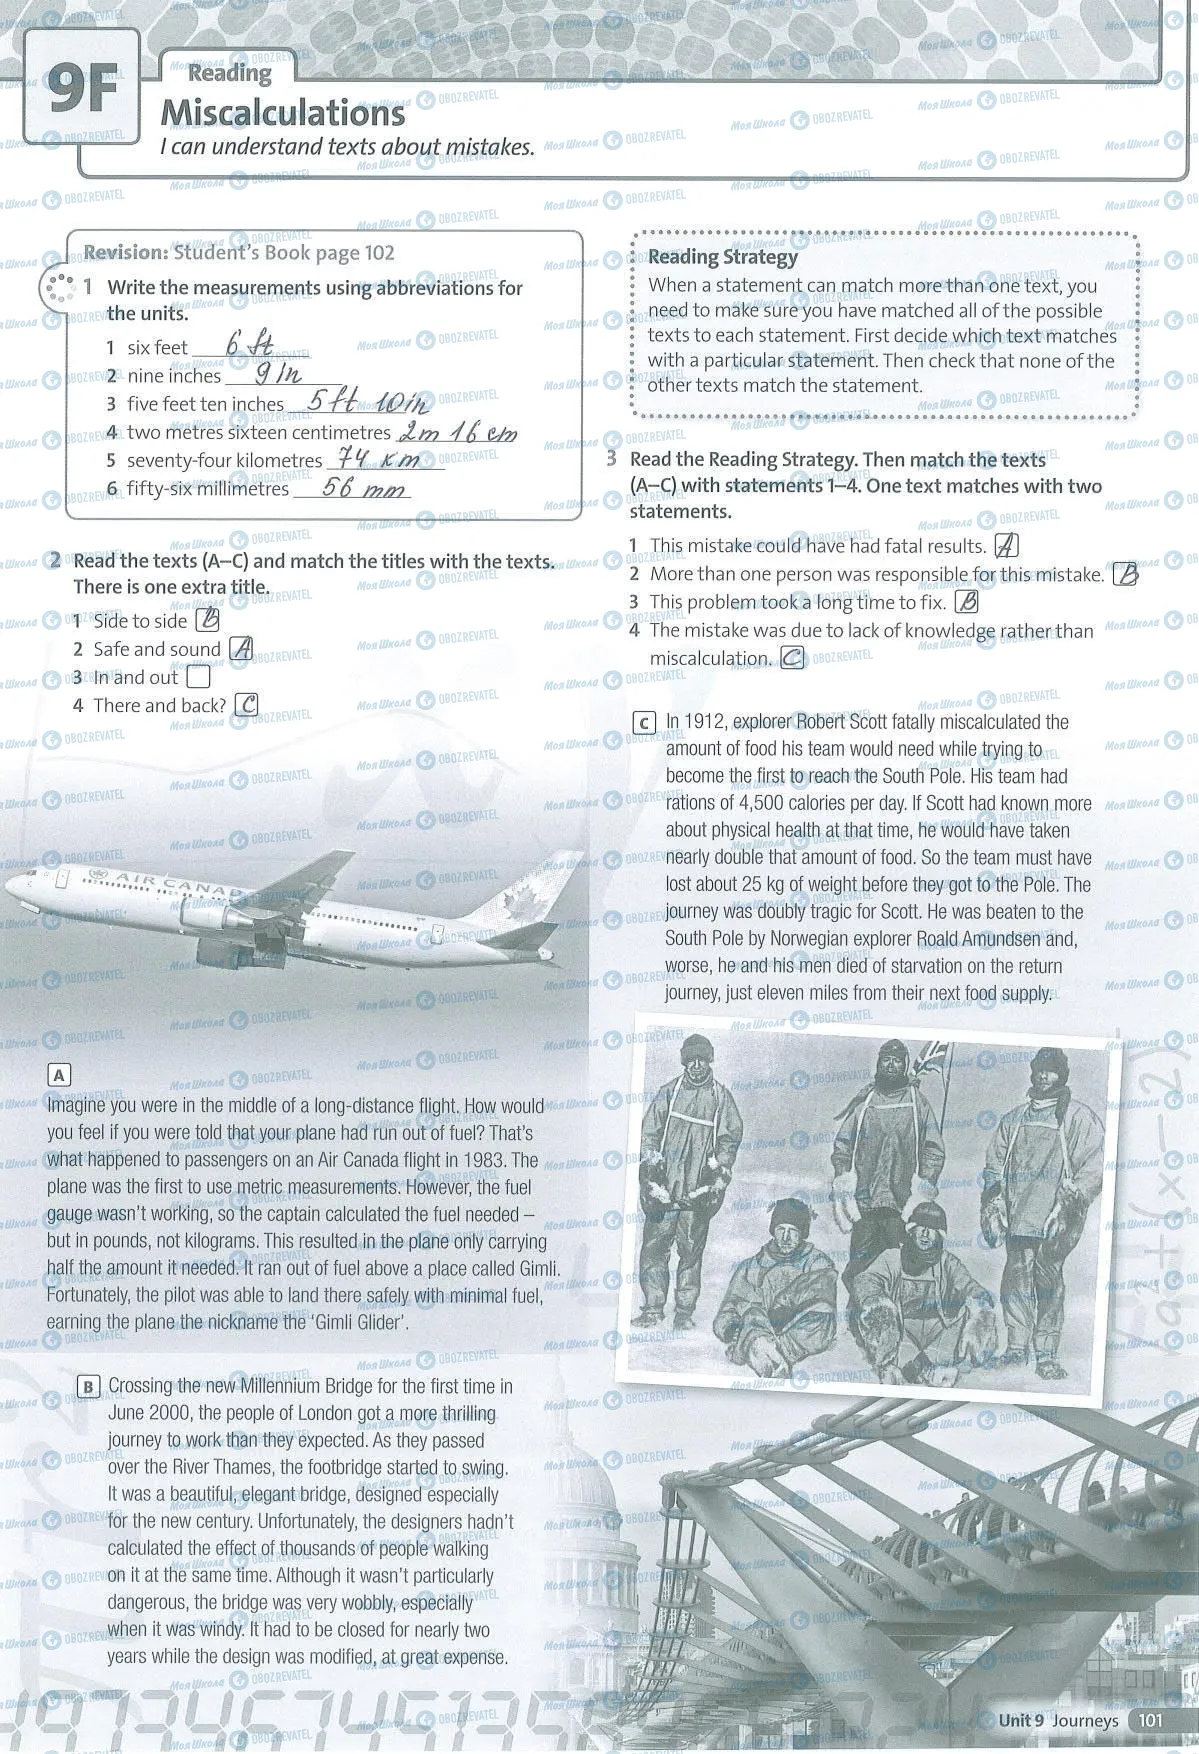 9F
Reading
Miscalculations
I can understand texts about mistakes.
Revision: Student's Book page 102
1 Write the measurements using abbreviations for
the units.
1 six feet 6 ft
2 nine inches 9 in
3 five feet ten inches 5 ft 10 in
4 two metres sixteen centimetres 2m 16 cm
5 seventy-four kilometres 74 km
6 fifty-six millimetres 56 mm
2 Read the texts (A–C) and match the titles with the texts.
There is one extra title.
1 Side to side B
2 Safe and sound A
3 In and out
4 There and back? C
AIR CANAD
A
Imagine you were in the middle of a long-distance flight. How would
you feel if you were told that your plane had run out of fuel? That's
what happened to passengers on an Air Canada flight in 1983. The
plane was the first to use metric measurements. However, the fuel
gauge wasn't working, so the captain calculated the fuel needed –
but in pounds, not kilograms. This resulted in the plane only carrying
half the amount it needed. It ran out of fuel above a place called Gimli.
Fortunately, the pilot was able to land there safely with minimal fuel,
earning the plane the nickname the 'Gimli Glider'.
B Crossing the new Millennium Bridge for the first time in
June 2000, the people of London got a more thrilling
journey to work than they expected. As they passed
over the River Thames, the footbridge started to swing.
It was a beautiful, elegant bridge, designed especially
for the new century. Unfortunately, the designers hadn't
calculated the effect of thousands of people walking
on it at the same time. Although it wasn't particularly
dangerous, the bridge was very wobbly, especially
when it was windy. It had to be closed for nearly two
years while the design was modified, at great expense.
Reading Strategy
When a statement can match more than one text, you
need to make sure you have matched all of the possible
texts to each statement. First decide which text matches
with a particular statement. Then check that none of the
other texts match the statement.
3 Read the Reading Strategy. Then match the texts
(A–C) with statements 1–4. One text matches with two
statements.
1 This mistake could have had fatal results. A
2 More than one person was responsible for this mistake. B
3 This problem took a long time to fix. B
4 The mistake was due to lack of knowledge rather than
miscalculation. C
C In 1912, explorer Robert Scott fatally miscalculated the
amount of food his team would need while trying to
become the first to reach the South Pole. His team had
rations of 4,500 calories per day. If Scott had known more
about physical health at that time, he would have taken
nearly double that amount of food. So the team must have
lost about 25 kg of weight before they got to the Pole. The
journey was doubly tragic for Scott. He was beaten to the
South Pole by Norwegian explorer Roald Amundsen and,
worse, he and his men died of starvation on the return
journey, just eleven miles from their next food supply.
Unit 9 Journeys 101
Моя Школа OBOZREVATEL